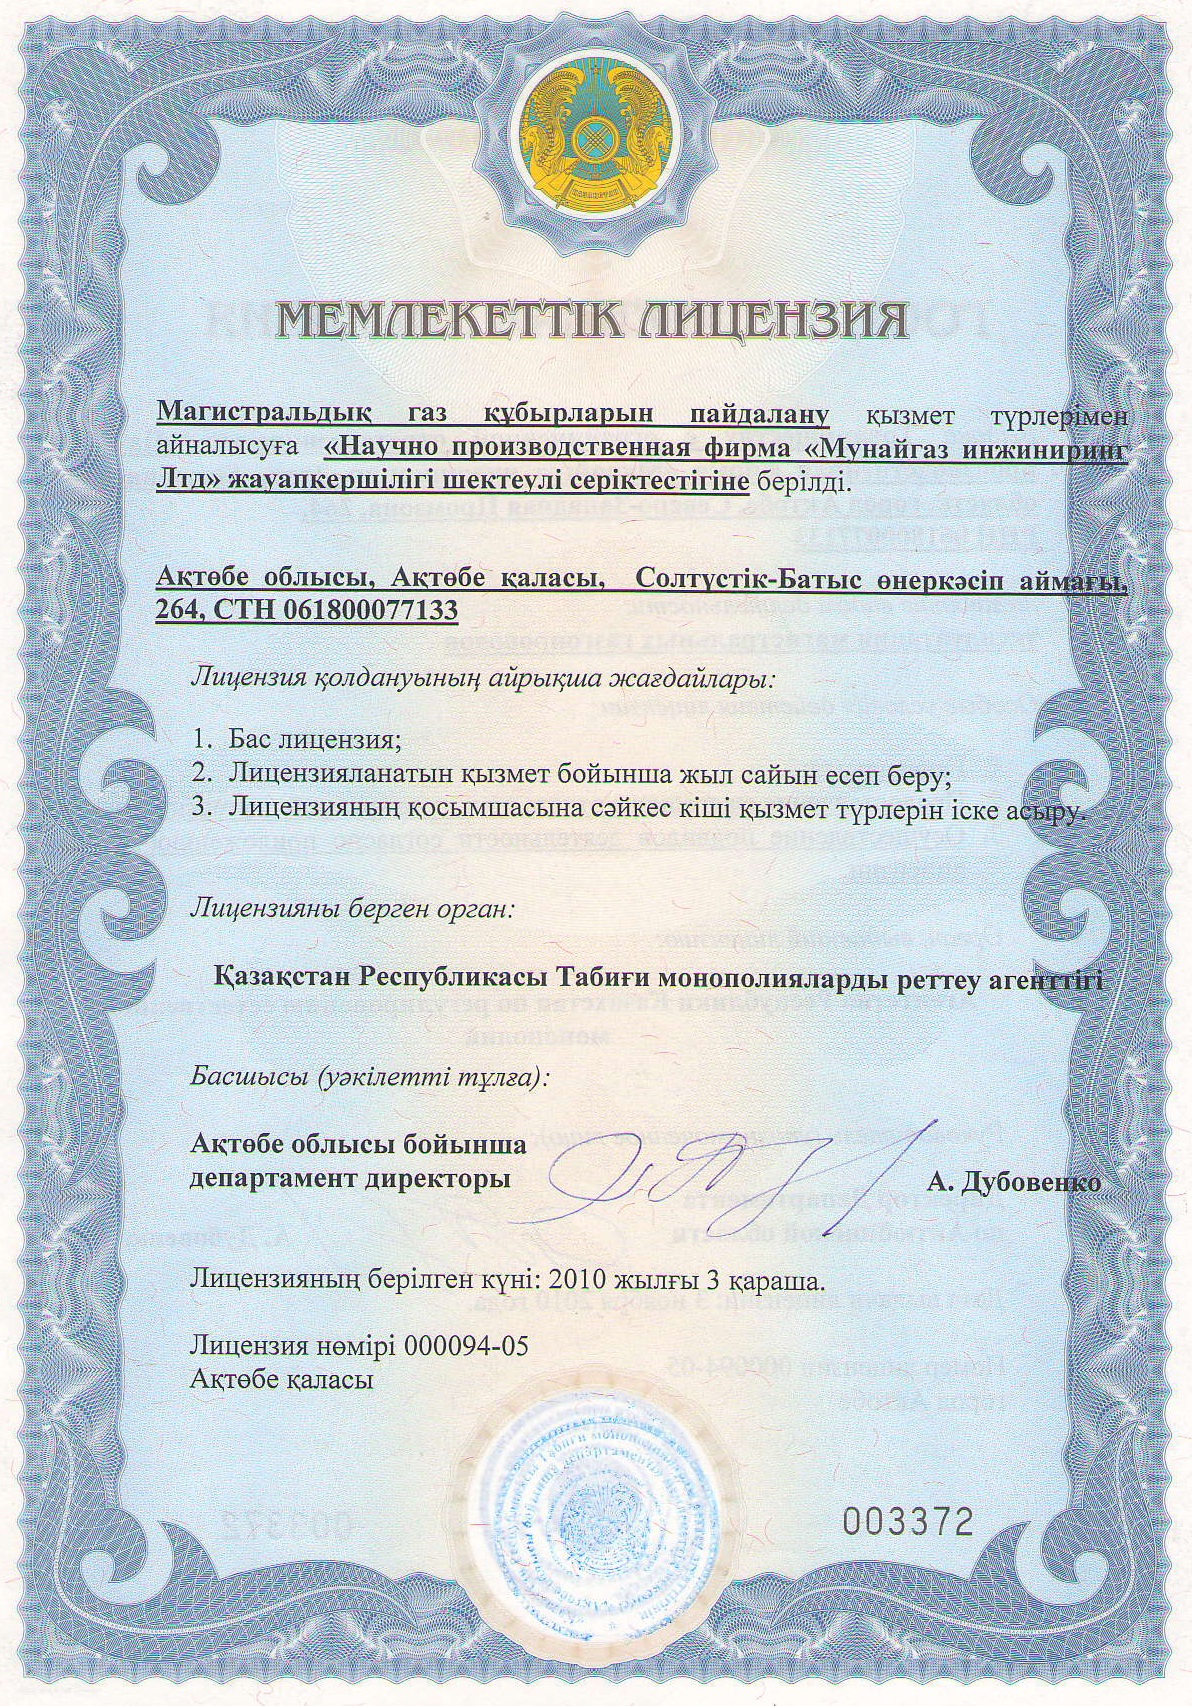 МЕМЛЕКЕТТІК ЛИЦЕНЗИЯ
Магистральдық газ құбырларын пайдалану қызмет түрлерімен
айналысуға «Научно производственная фирма «Мунайгаз инжиниринг
Лтд» жауапкершілігі шектеулі серіктестігіне берілді.
Ақтөбе облысы, Ақтөбе қаласы, Солтүстік-Батыс өнеркәсіп аймағы,
264, СТН 061800077133
Лицензия қолдануының айрықша жағдайлары:
1. Бас лицензия;
2. Лицензияланатын қызмет бойынша жыл сайын есеп беру;
3. Лицензияның қосымшасына сәйкес кіші қызмет түрлерін іске асыру.
Лицензияны берген орган:
Қазақстан Республикасы Табиғи монополияларды реттеу агенттігі
Басшысы (уәкілетті тұлға):
Ақтөбе облысы бойынша
департамент директоры
А. Дубовенко
Лицензияның берілген күні: 2010 жылғы 3 қараша.
Лицензия нөмірі 000094-05
Ақтөбе қаласы
003372